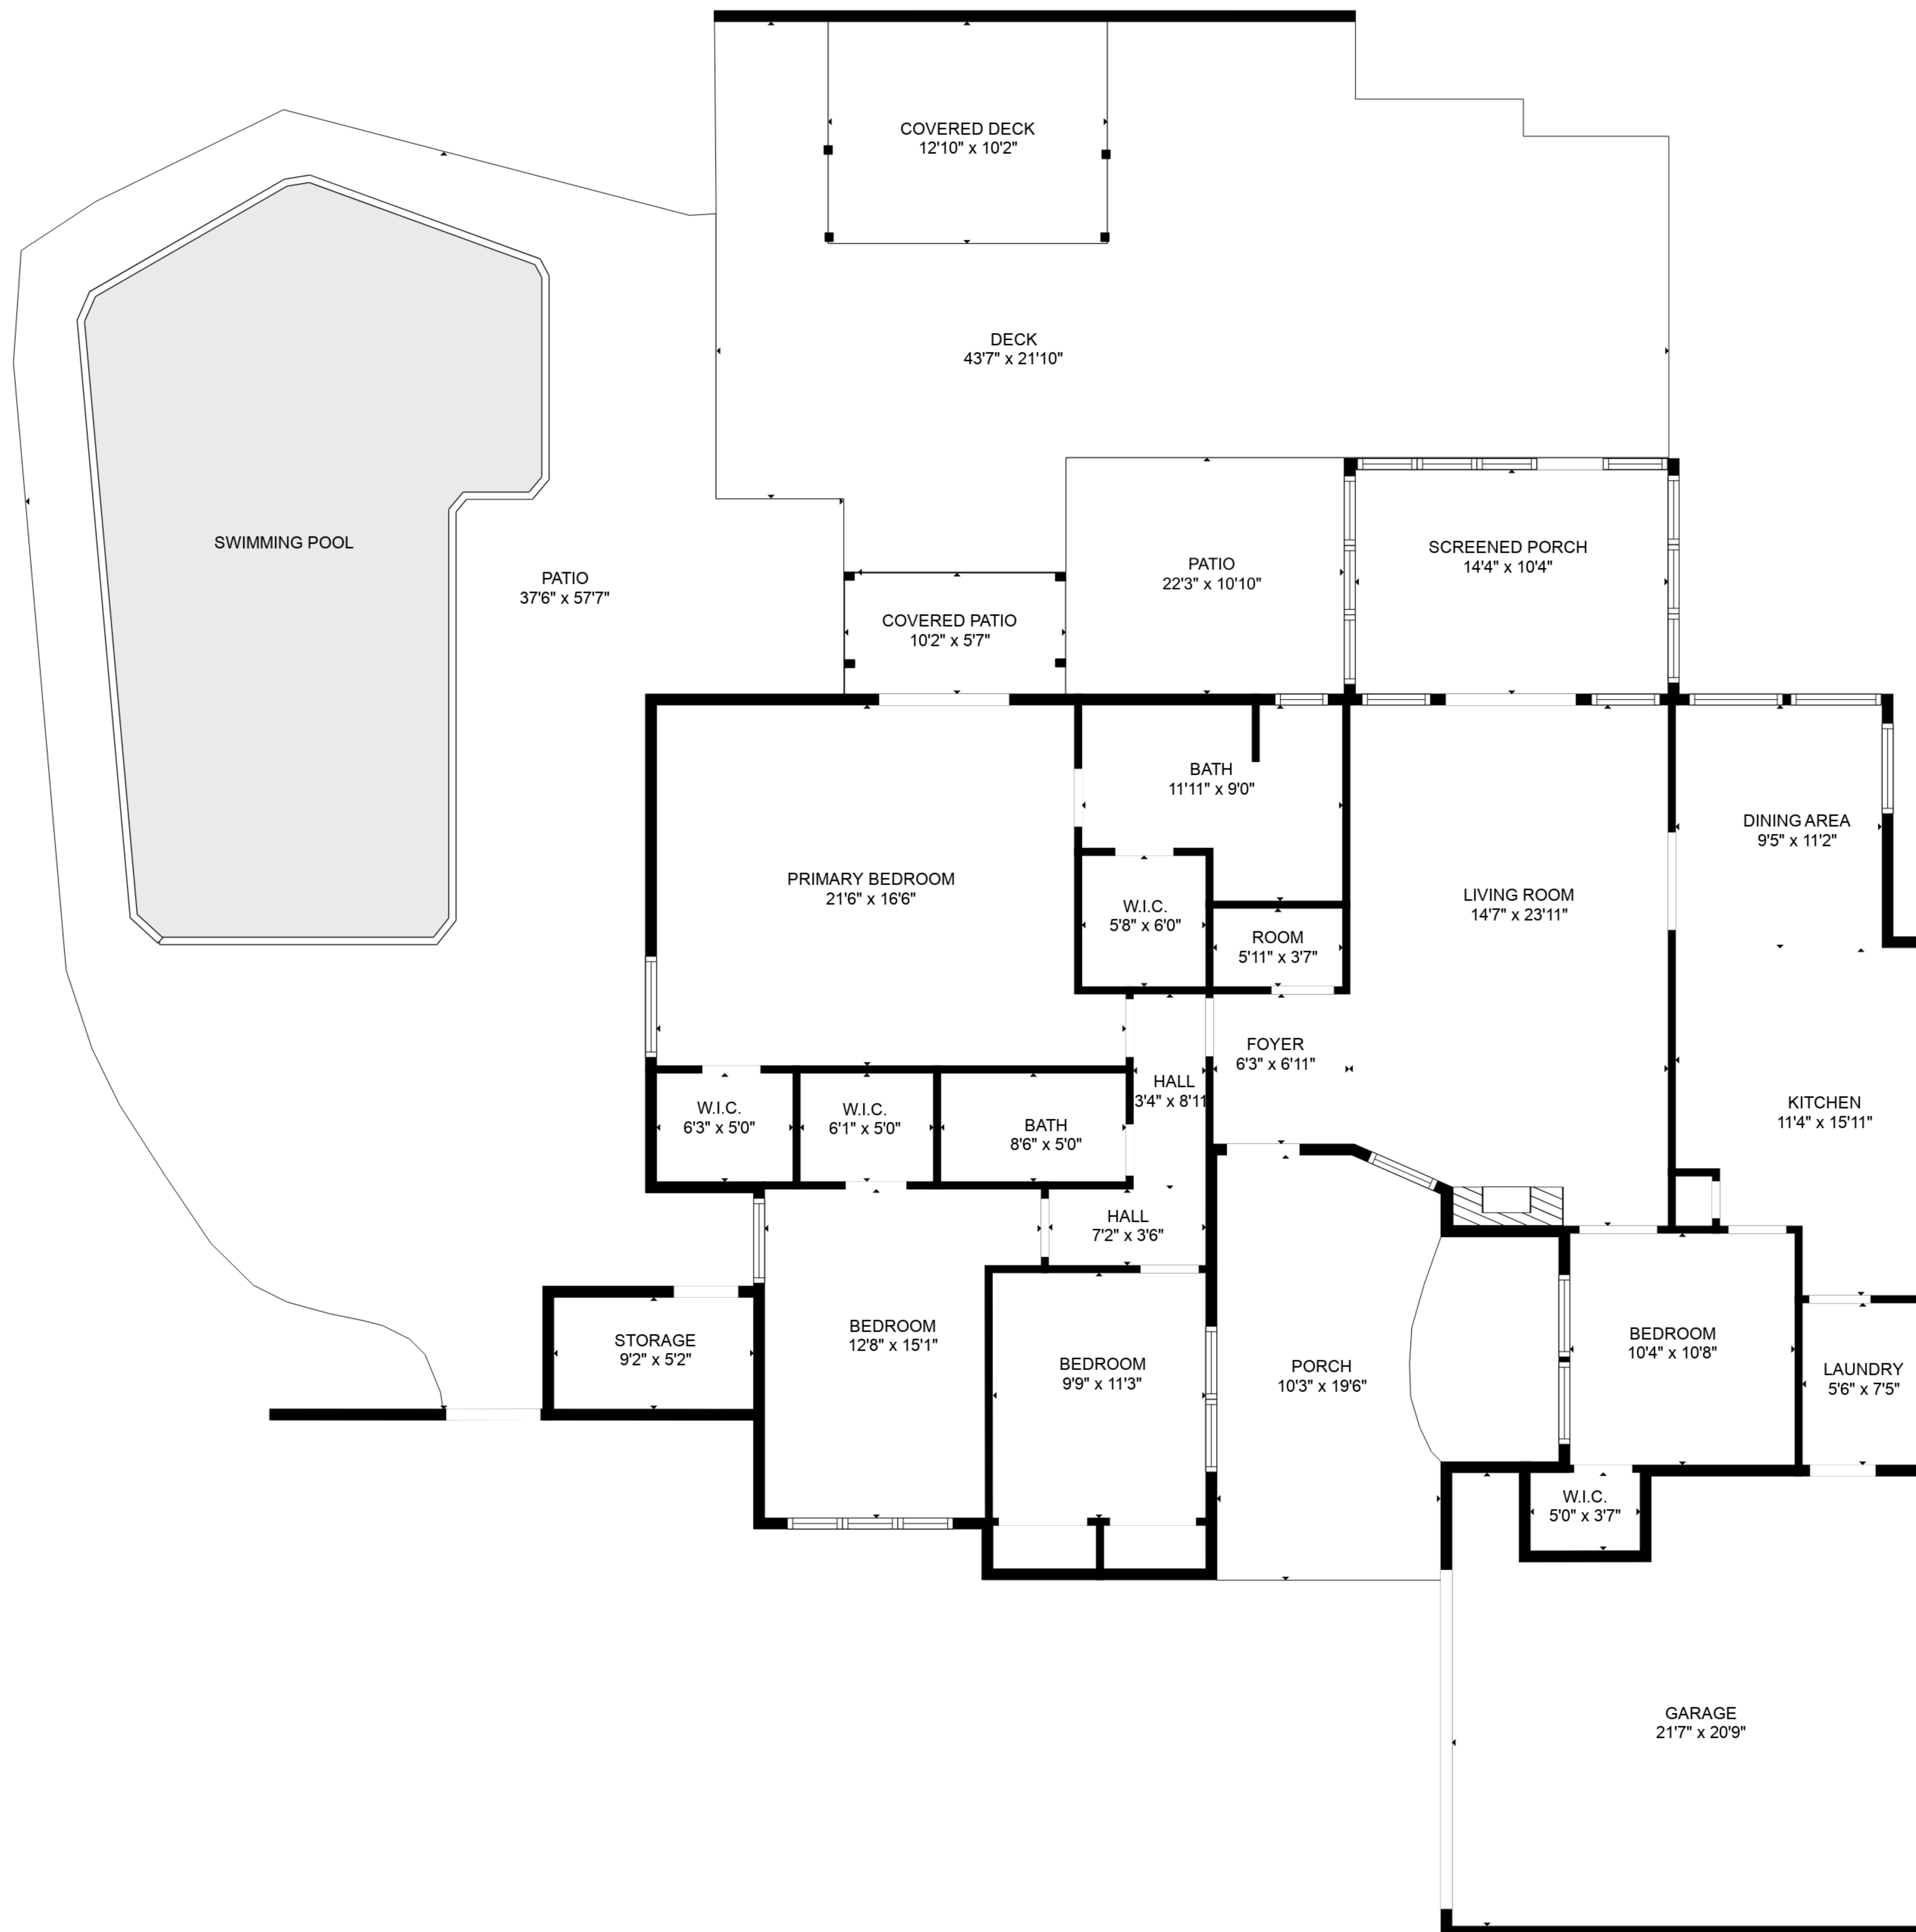 COVERED DECK
12'10" x 10'2"
DECK
43'7" x 21'10"
SWIMMING POOL
PATIO
37'6" x 57'7"
COVERED PATIO
10'2" x 5'7"
PATIO
22'3" x 10'10"
SCREENED PORCH
14'4" x 10'4"
BATH
11'11" x 9'0"
DINING AREA
9'5" x 11'2"
PRIMARY BEDROOM
21'6" x 16'6"
W.I.C.
5'8" x 6'0"
ROOM
5'11" x 3'7"
LIVING ROOM
14'7" x 23'11"
FOYER
6'3" x 6'11"
HALL
3'4" x 8'11
W.I.C.
6'3" x 5'0"
W.I.C.
6'1" x 5'0"
BATH
8'6" x 5'0"
KITCHEN
11'4" x 15'11"
HALL
7'2" x 3'6"
STORAGE
9'2" x 5'2"
BEDROOM
12'8" x 15'1"
BEDROOM
9'9" x 11'3"
PORCH
10'3" x 19'6"
BEDROOM
10'4" x 10'8"
LAUNDRY
5'6" x 7'5"
W.I.C.
5'0" x 3'7"
GARAGE
21'7" x 20'9"